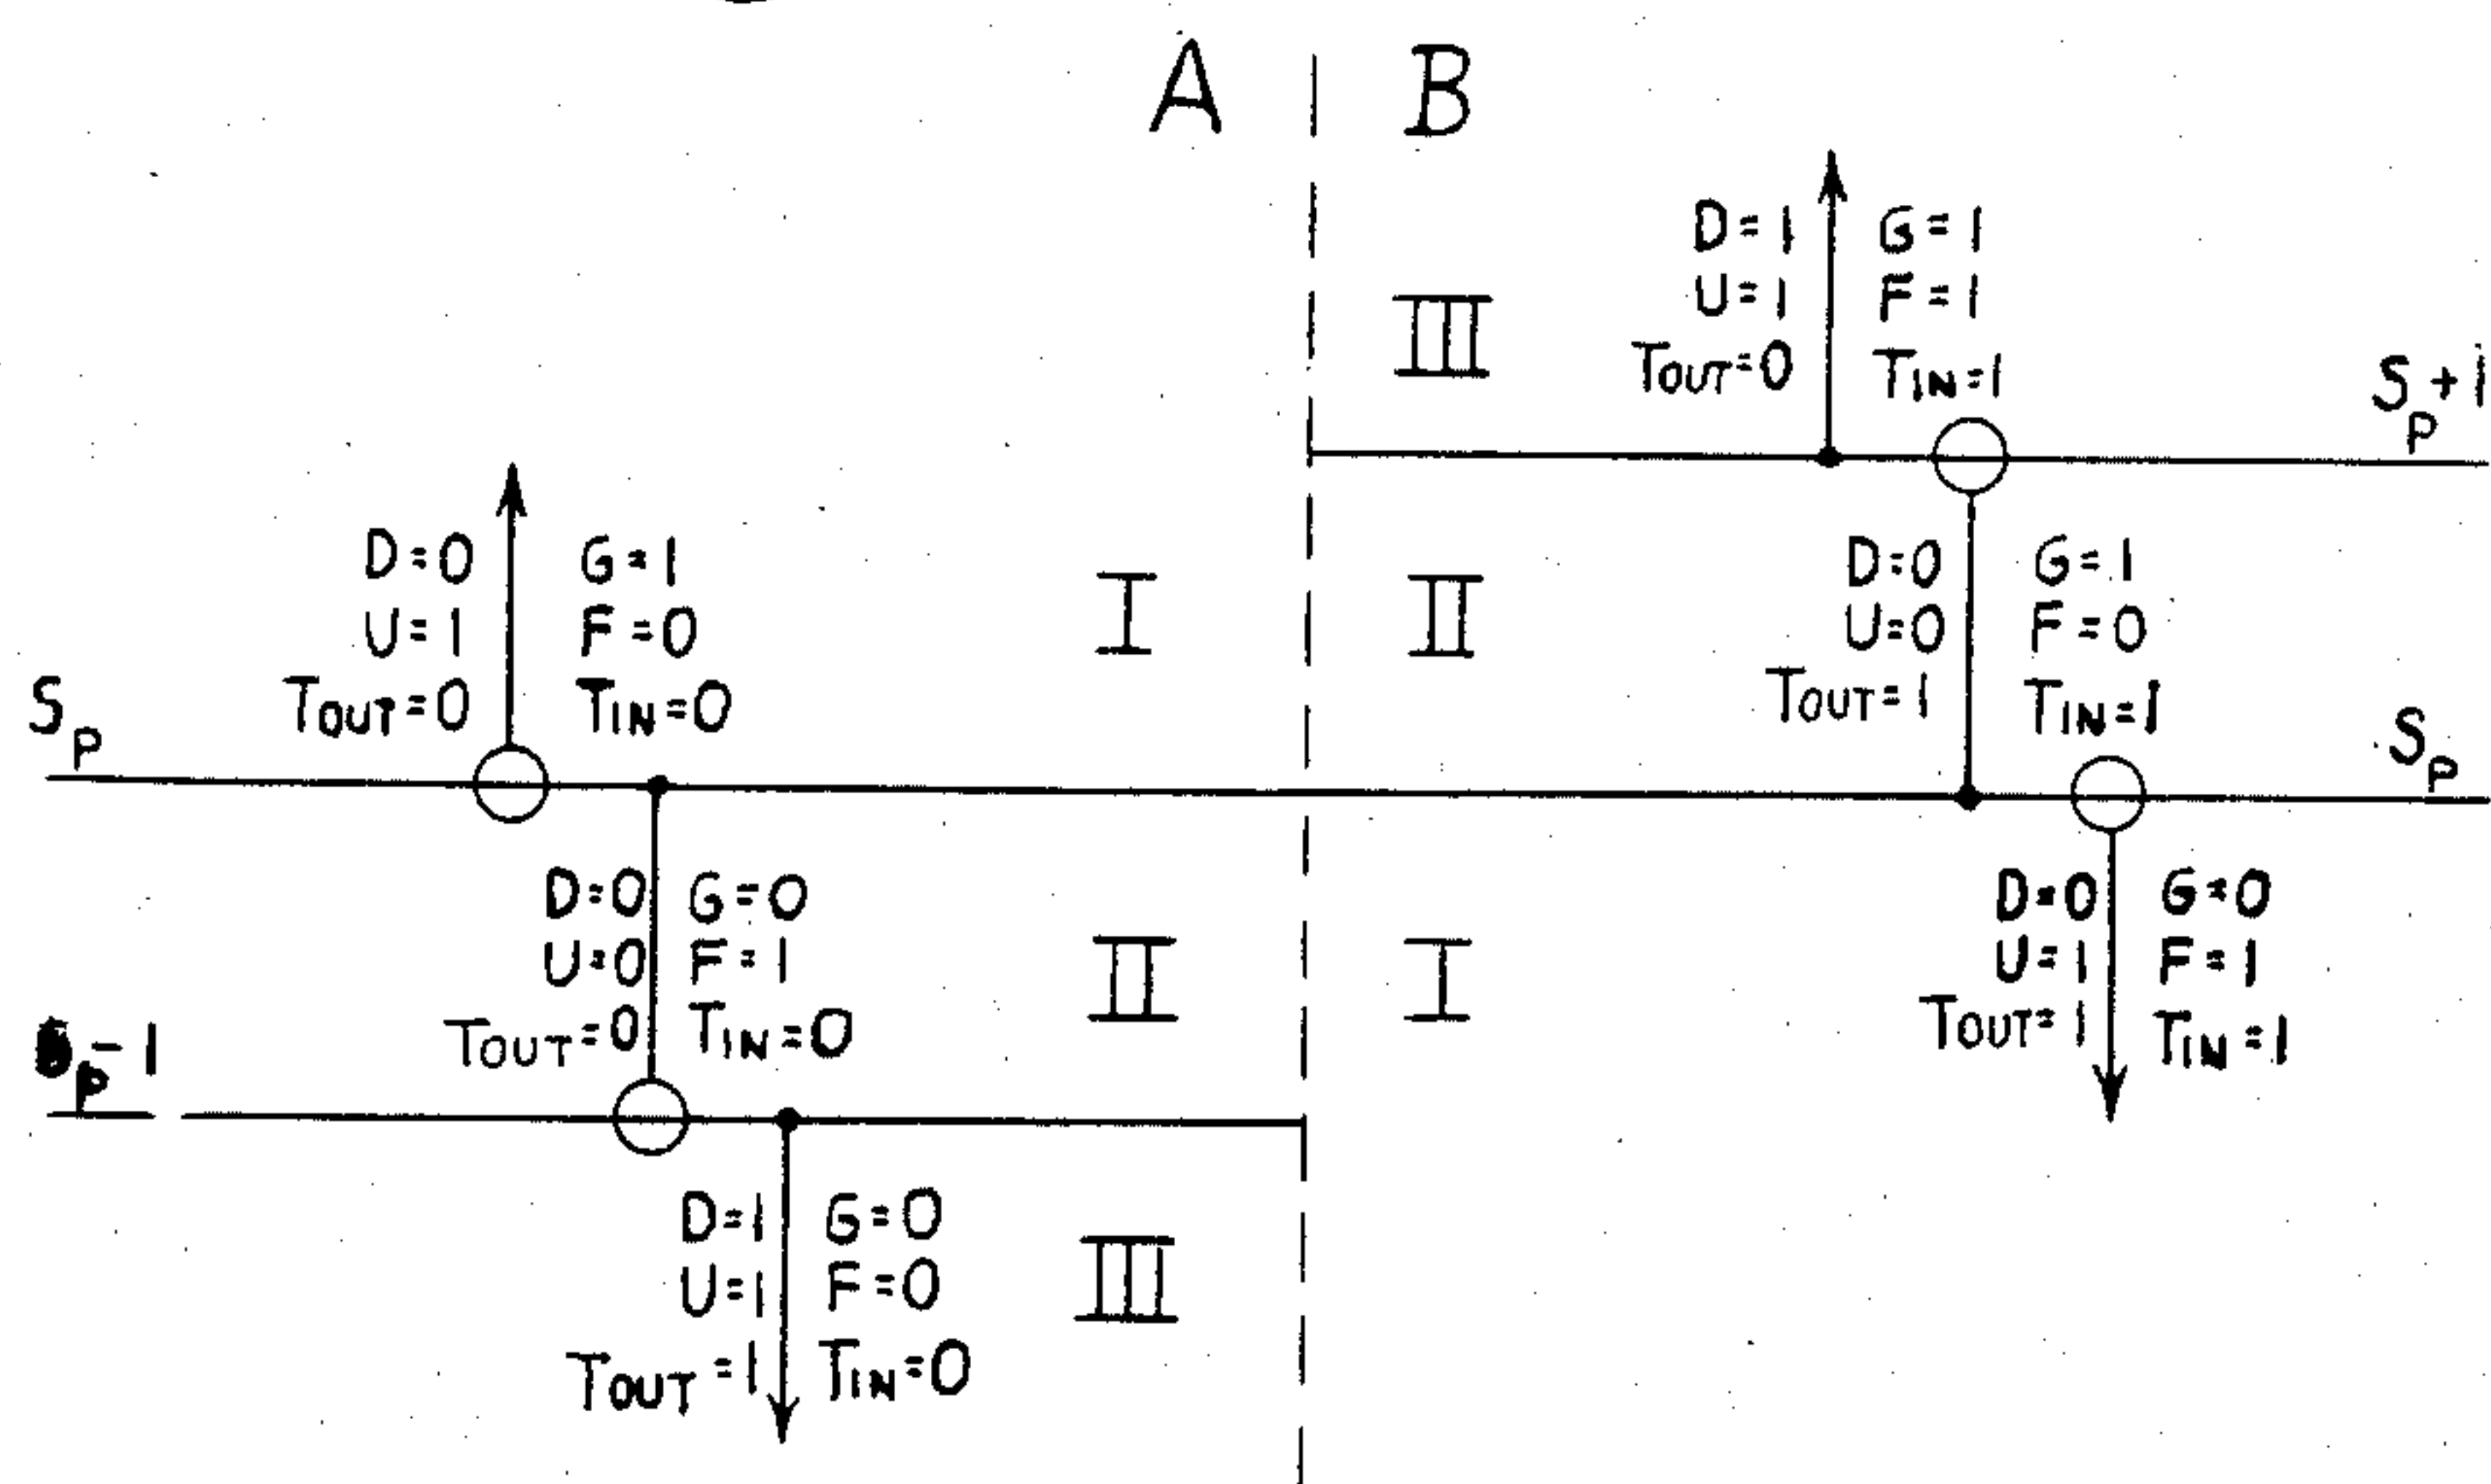 A B
D=1 G=1
U=1 F=1
III
TOUT=0 TIN=1
SP+1
D=0 G=1
U=1 F=0
TOUT=0 TIN=0
I II
D=0 G=1
U=0 F=0
TOUT=1 TIN=1
SP SP
D=0 G=0
U=0 F=1
TOUT=0 TIN=0
II I
D=0 G=0
U=1 F=1
TOUT=1 TIN=1
P-1
D=1 G=0
U=1 F=0
TOUT=1 TIN=0
III